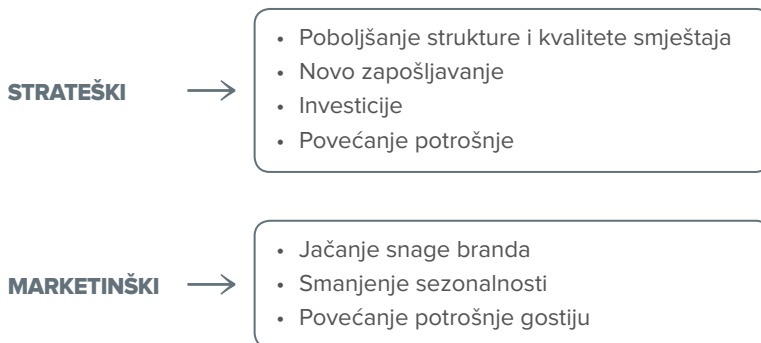 STRATEŠKI
• Poboljšanje strukture i kvalitete smještaja
• Novo zapošljavanje
• Investicije
• Povećanje potrošnje
MARKETINŠKI
• Jačanje snage branda
• Smanjenje sezonalnosti
• Povećanje potrošnje gostiju